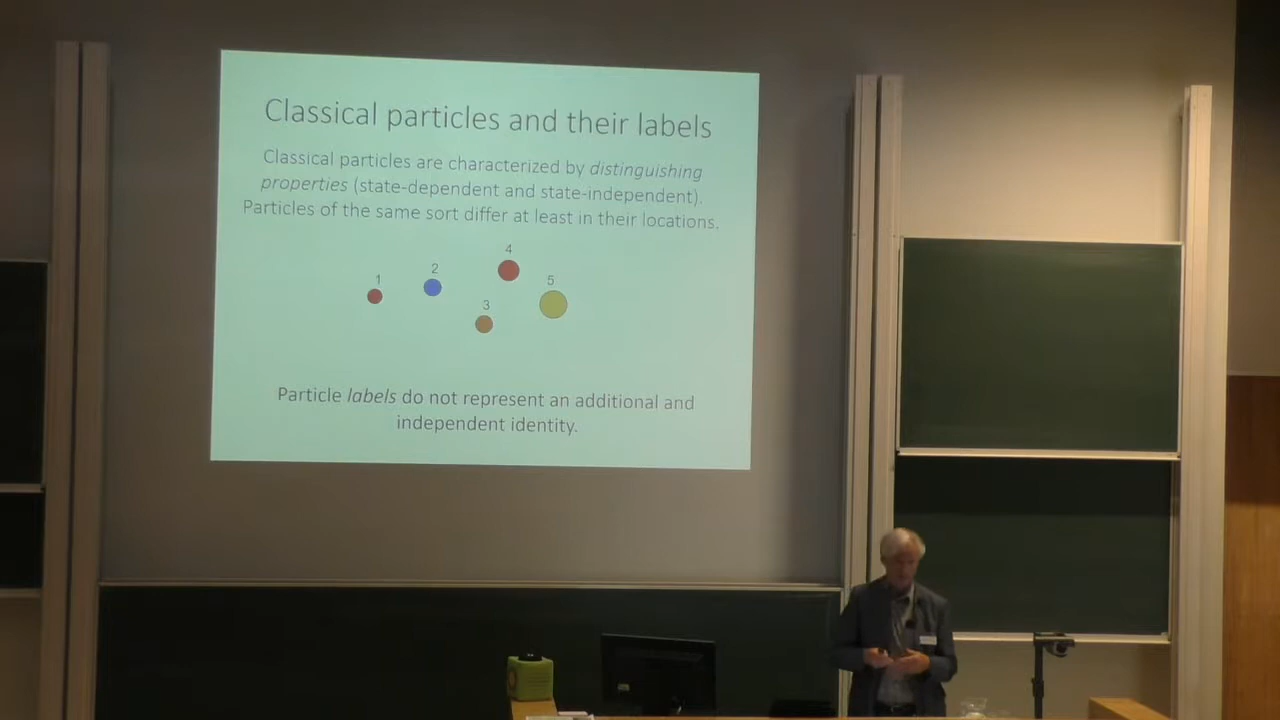 Classical particles and their labels
Classical particles are characterized by distinguishing
properties (state-dependent and state-independent).
Particles of the same sort differ at least in their locations.
4
2
1
5
3
Particle labels do not represent an additional and
independent identity.